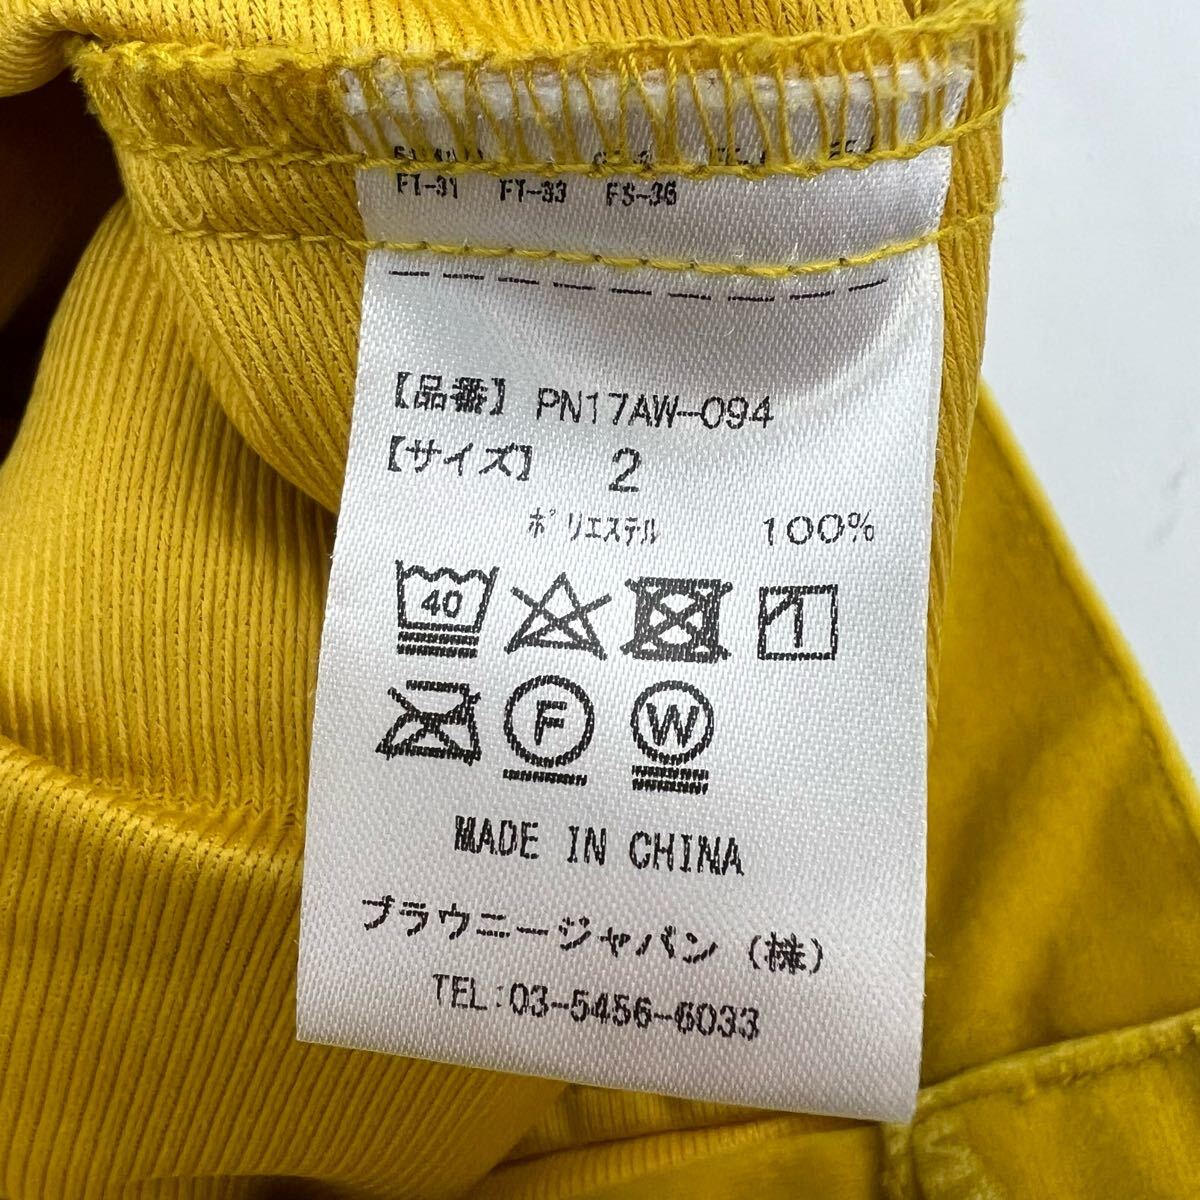 FT-31 FT-33 FS-36
【品番】 PN17AW-094
【サイズ】 2
ポリエステル 100%
40
F W
MADE IN CHINA
ブラウニージャパン (株)
TEL:03-5456-6033